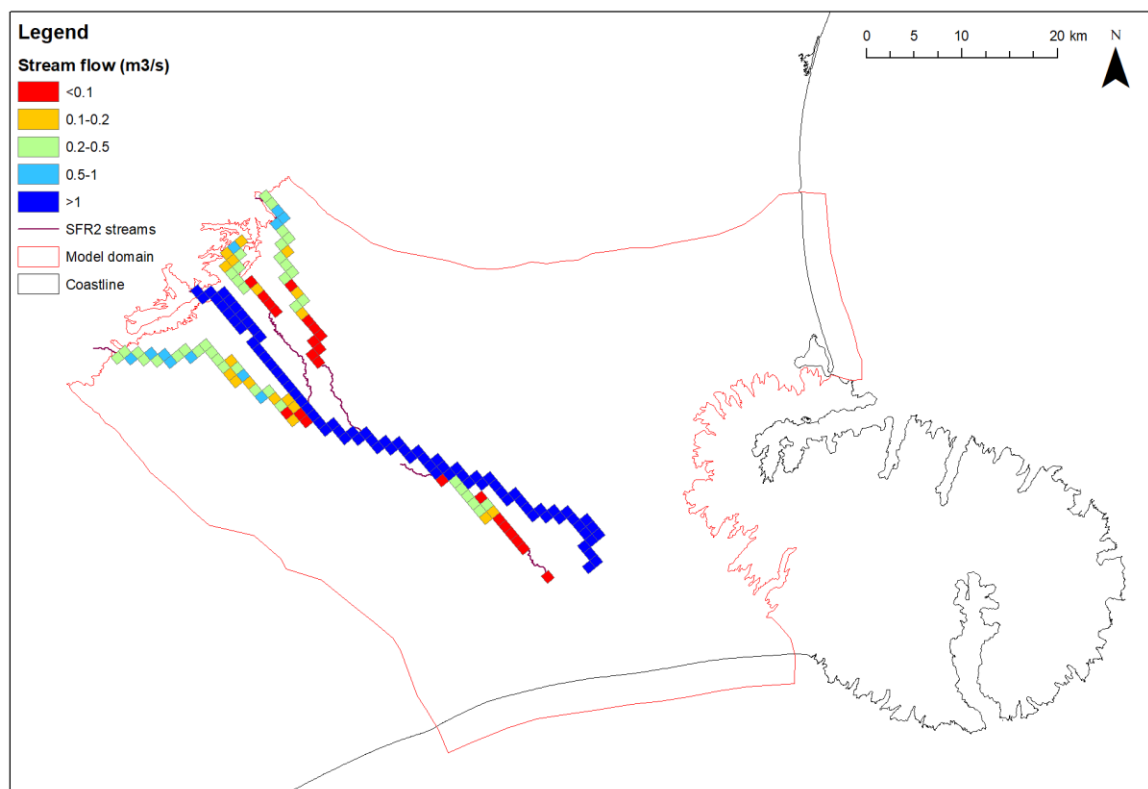 Legend
Stream flow (m3/s)
<0.1
0.1-0.2
0.2-0.5
0.5-1
>1
SFR2 streams
Model domain
Coastline
0 5 10 20 km
N